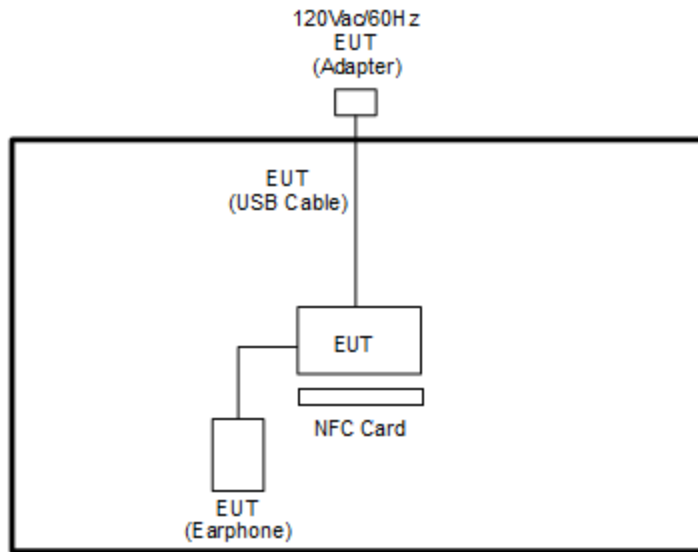 120Vac/60Hz
EUT
(Adapter)
EUT
(USB Cable)
EUT
NFC Card
EUT
(Earphone)